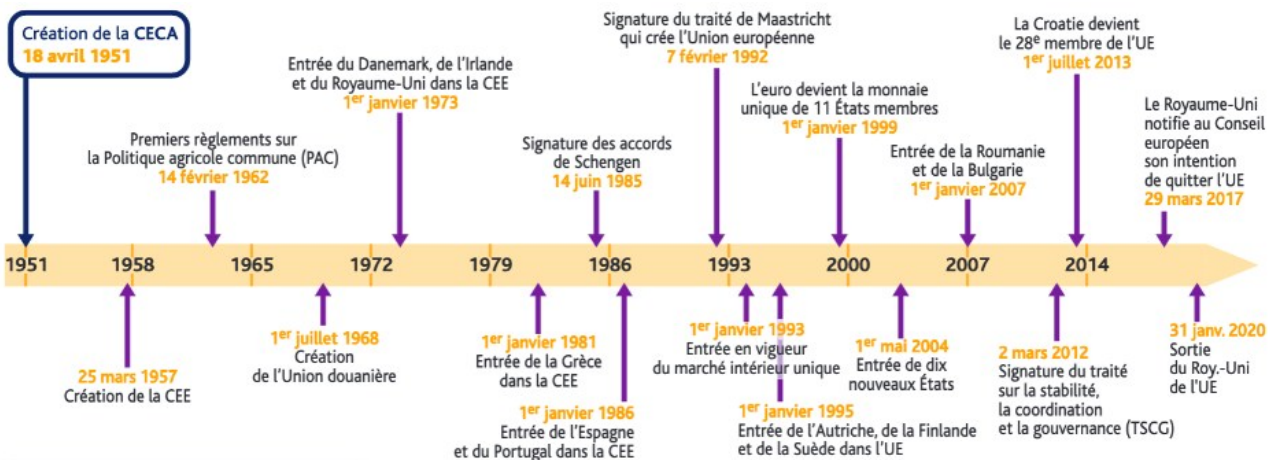 Création de la CECA
18 avril 1951
Entrée du Danemark, de l'Irlande
et du Royaume-Uni dans la CEE
1er janvier 1973
Premiers règlements sur
la Politique agricole commune (PAC)
14 février 1962
Signature des accords
de Schengen
14 juin 1985
Signature du traité de Maastricht
qui crée l'Union européenne
7 février 1992
L'euro devient la monnaie
unique de 11 États membres
1er janvier 1999
Entrée de la Roumanie
et de la Bulgarie
1er janvier 2007
La Croatie devient
le 28e membre de l'UE
1er juillet 2013
Le Royaume-Uni
notifie au Conseil
européen
son intention
de quitter l'UE
29 mars 2017
1951 1958 1965 1972 1979 1986 1993 2000 2007 2014
25 mars 1957
Création de la CEE
1er juillet 1968
Création
de l'Union douanière
1er janvier 1981
Entrée de la Grèce
dans la CEE
1er janvier 1986
Entrée de l'Espagne
et du Portugal dans la CEE
1er janvier 1993
Entrée en vigueur
du marché intérieur unique
1er janvier 1995
Entrée de l'Autriche, de la Finlande
et de la Suède dans l'UE
1er mai 2004
Entrée de dix
nouveaux États
2 mars 2012
Signature du traité
sur la stabilité,
la coordination
et la gouvernance (TSCG)
31 janv. 2020
Sortie
du Roy.-Uni
de l'UE